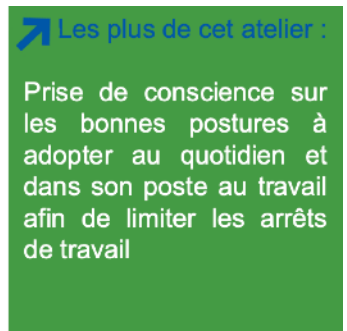 Les plus de cet atelier :
Prise de conscience sur
les bonnes postures à
adopter au quotidien et
dans son poste au travail
afin de limiter les arrêts
de travail